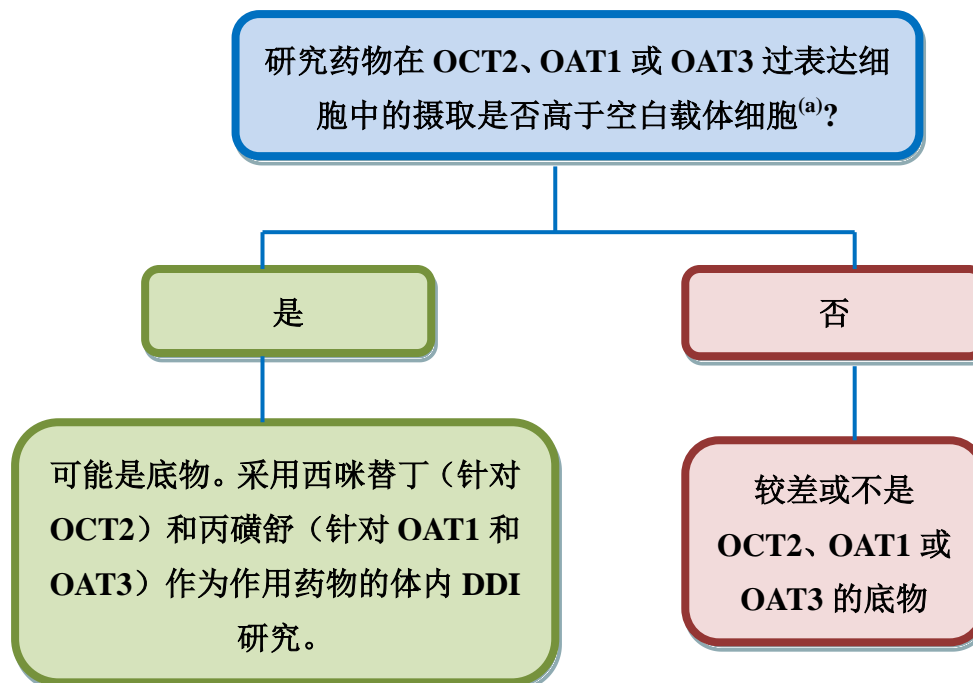 研究药物在 OCT2、OAT1 或 OAT3 过表达细
胞中的摄取是否高于空白载体细胞(a)?
是
否
可能是底物。采用西咪替丁（针对
OCT2）和丙磺舒（针对 OAT1 和
OAT3）作为作用药物的体内 DDI
研究。
较差或不是
OCT2、OAT1 或
OAT3 的底物